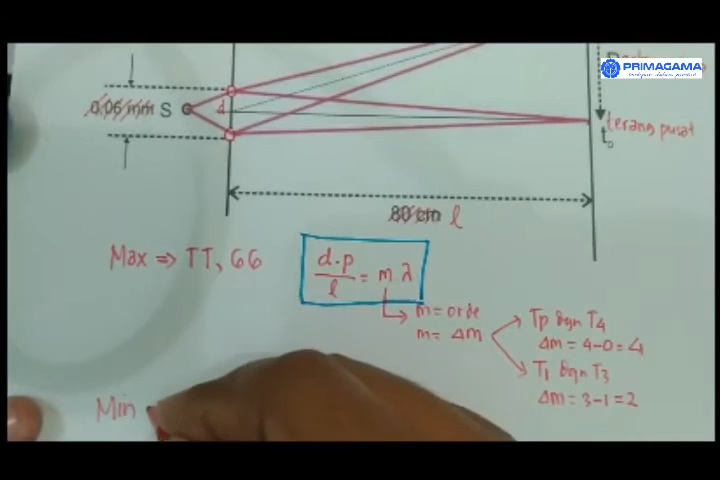 PRIMAGAMA
0.06 mm S
d
terang pusat
t₀
80 cm l
Max => TT, GG
d.p/l = m λ
m = orde
m = Δm
Tp dgn T4
Δm = 4-0 = 4
T1 dgn T3
Δm = 3-1 = 2
Min